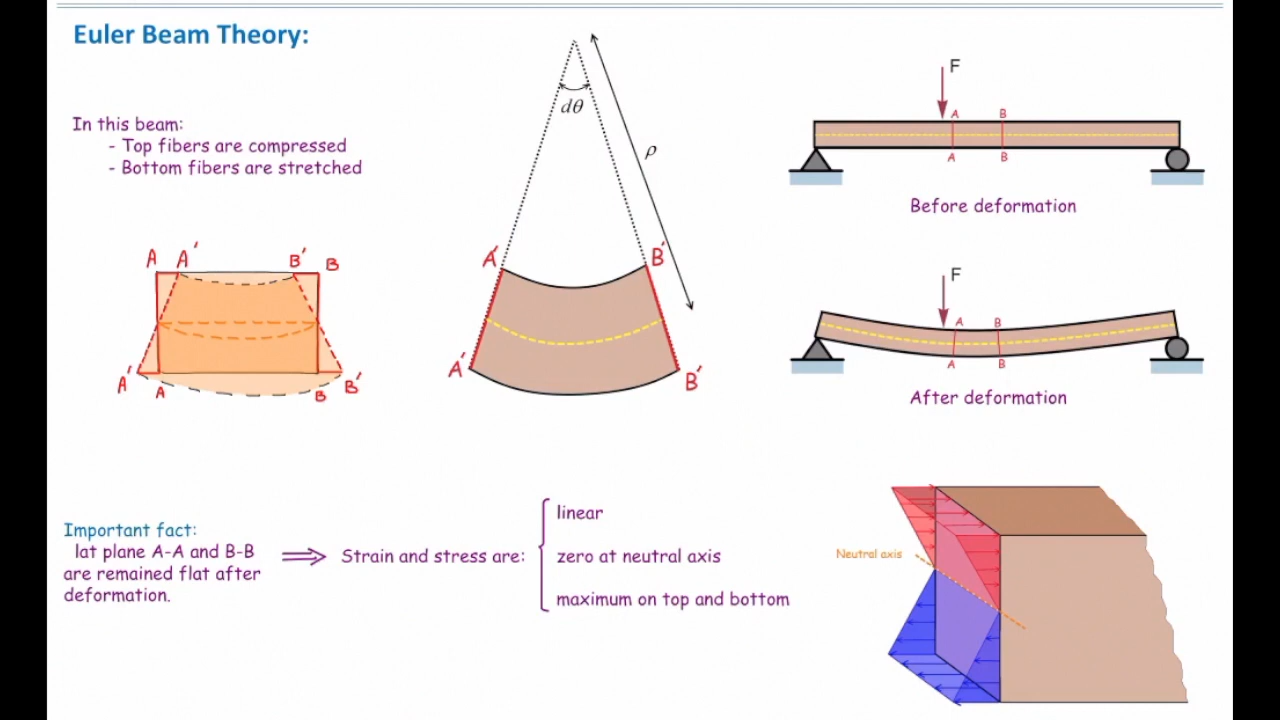 Euler Beam Theory:
In this beam:
- Top fibers are compressed
- Bottom fibers are stretched
dθ
ρ
F
A
B
A
B
Before deformation
A
A'
B'
B
A'
A
B
B'
A'
B'
A'
B'
F
A
B
A
B
After deformation
Important fact:
lat plane A-A and B-B
are remained flat after
deformation.
Strain and stress are:
linear
zero at neutral axis
maximum on top and bottom
Neutral axis